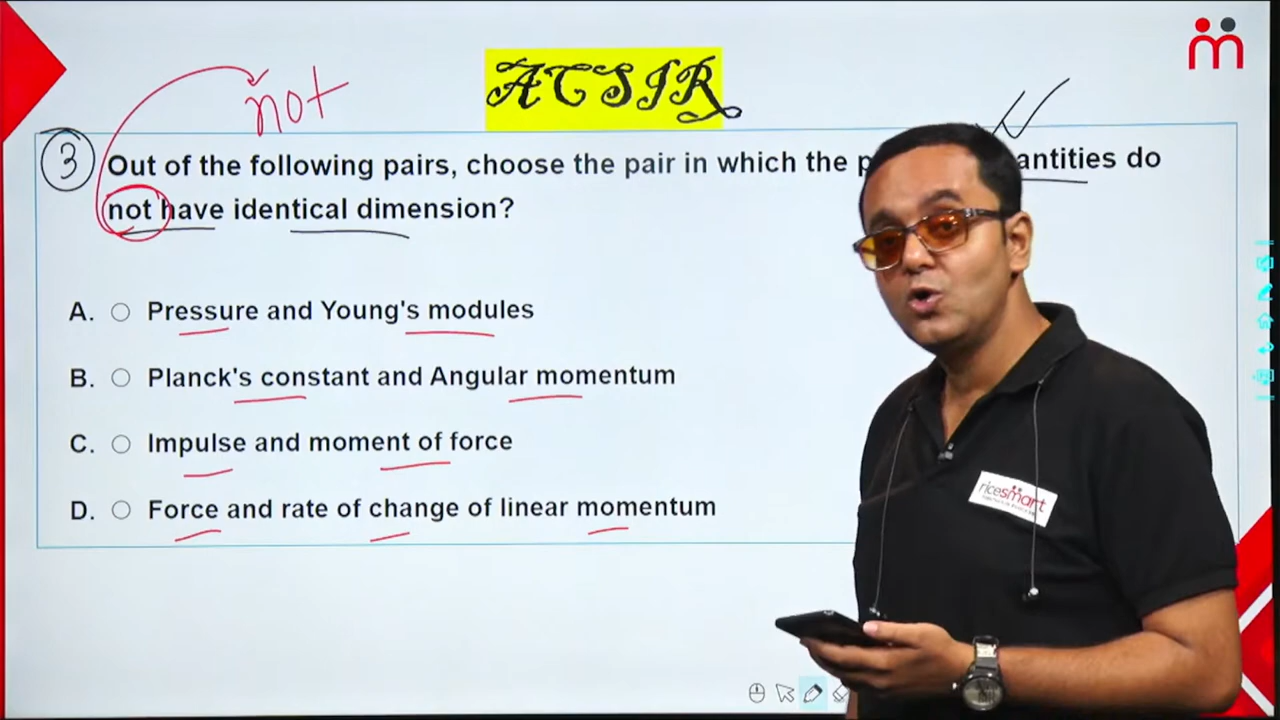 not
ACSIR
3
Out of the following pairs, choose the pair in which the p antities do
not have identical dimension?
A. Pressure and Young's modules
B. Planck's constant and Angular momentum
C. Impulse and moment of force
D. Force and rate of change of linear momentum
ricesmart